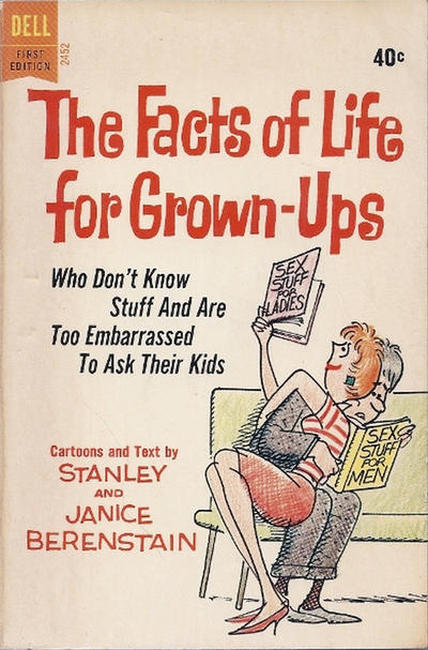 DELL
FIRST
EDITION
2452
40c
The Facts of Life
for Grown-Ups
Who Don't Know
Stuff And Are
Too Embarrassed
To Ask Their Kids
SEX
STUFF
FOR
LADIES
SEX
STUFF
FOR
MEN
Cartoons and Text by
STANLEY
AND
JANICE
BERENSTAIN